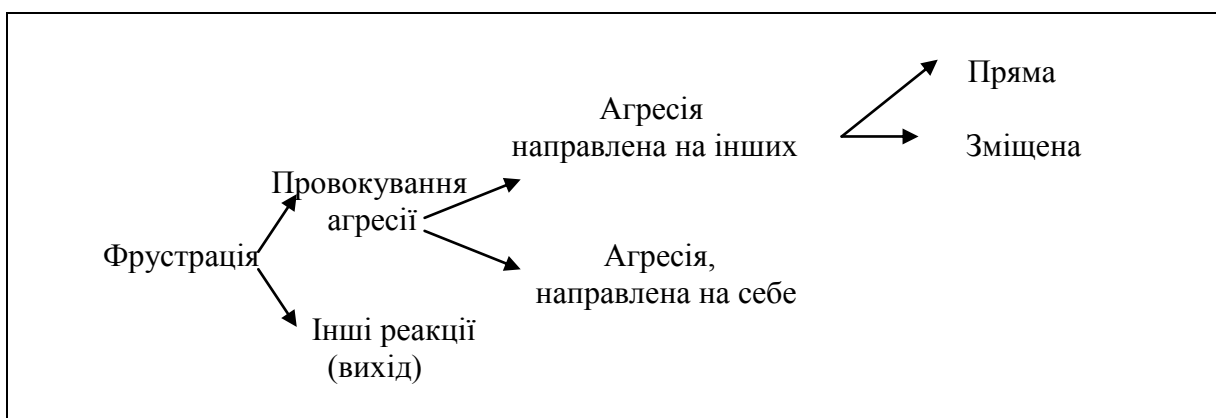 Пряма
Агресія
направлена на інших
Зміщена
Провокування
агресії
Фрустрація
Агресія,
направлена на себе
Інші реакції
(вихід)